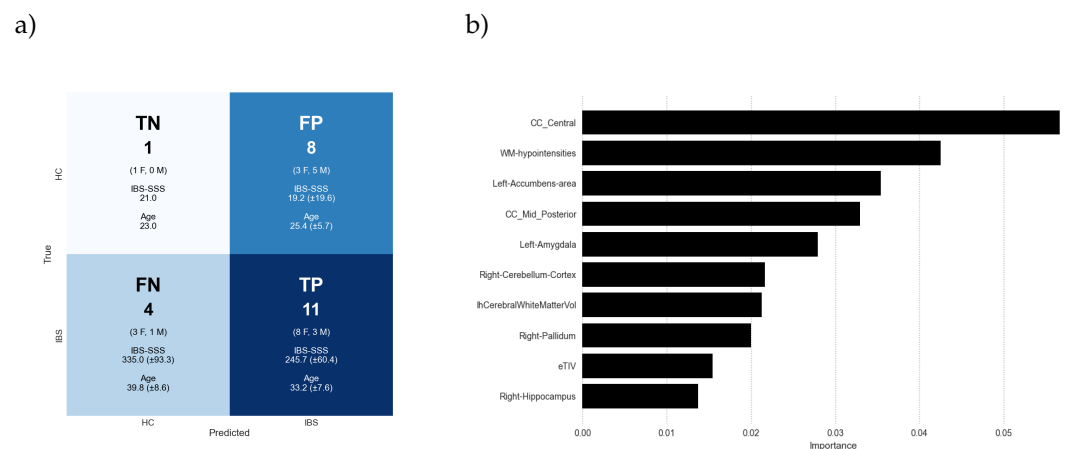 a)
b)
TN
1
(1 F, 0 M)
IBS-SSS
21.0
Age
23.0
FP
8
(3 F, 5 M)
IBS-SSS
19.2 (±19.6)
Age
25.4 (±5.7)
FN
4
(3 F, 1 M)
IBS-SSS
335.0 (±93.3)
Age
39.8 (±8.6)
TP
11
(8 F, 3 M)
IBS-SSS
245.7 (±60.4)
Age
33.2 (±7.6)
HC
IBS
True
HC
IBS
Predicted
CC_Central
WM-hypointensities
Left-Accumbens-area
CC_Mid_Posterior
Left-Amygdala
Right-Cerebellum-Cortex
lhCerebralWhiteMatterVol
Right-Pallidum
eTIV
Right-Hippocampus
0.00
0.01
0.02
0.03
0.04
0.05
Importance